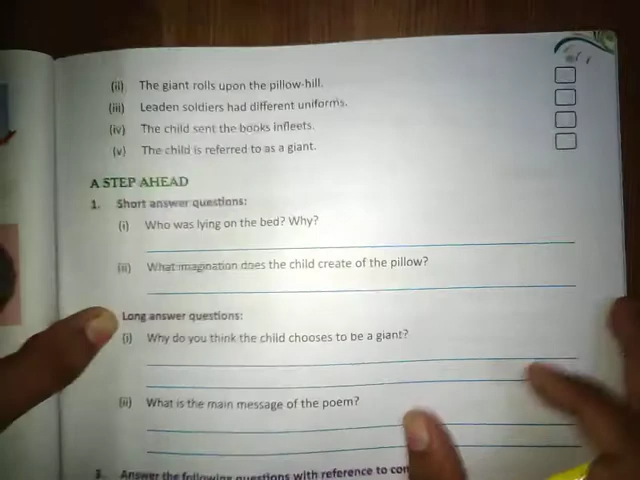 (ii) The giant rolls upon the pillow-hill.
(iii) Leaden soldiers had different uniforms.
(iv) The child sent the books infleets.
(v) The child is referred to as a giant.
A STEP AHEAD
1. Short answer questions:
(i) Who was lying on the bed? Why?
(ii) What imagination does the child create of the pillow?
Long answer questions:
(i) Why do you think the child chooses to be a giant?
(ii) What is the main message of the poem?
3. Answer the following questions with reference to